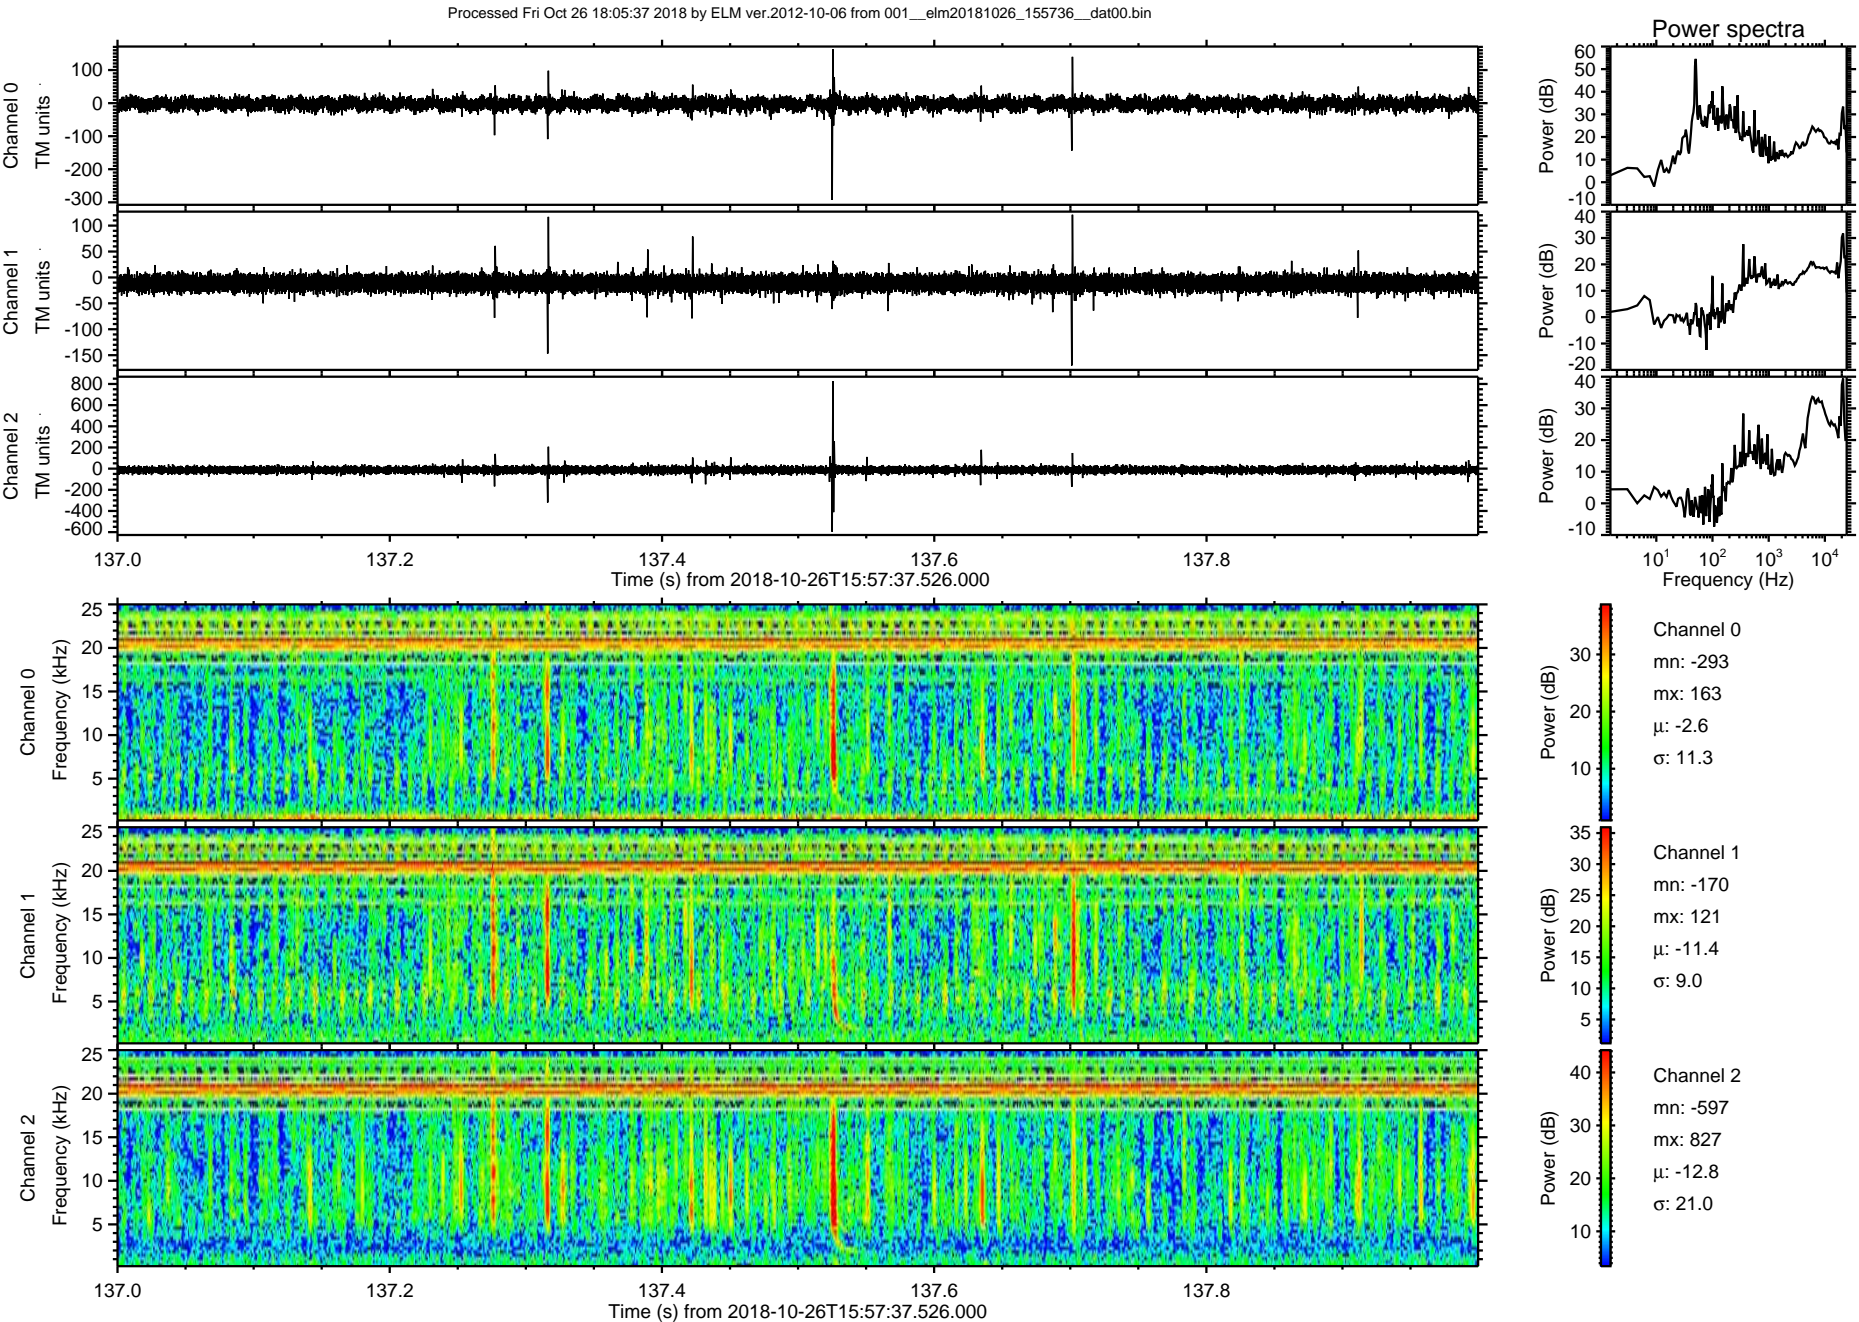 Processed Fri Oct 26 18:05:37 2018 by ELM ver.2012-10-06 from 001__elm20181026_155736__dat00.bin
Power spectra
Channel 0
TM units
100
0
-100
-200
-300
Power (dB)
60
50
40
30
20
10
0
-10
Channel 1
TM units
100
50
0
-50
-100
-150
Power (dB)
40
30
20
10
0
-10
-20
Channel 2
TM units
800
600
400
200
0
-200
-400
-600
Power (dB)
40
30
20
10
0
-10
137.0 137.2 137.4 137.6 137.8
Time (s) from 2018-10-26T15:57:37.526.000
10¹ 10² 10³ 10⁴
Frequency (Hz)
Channel 0
Frequency (kHz)
25
20
15
10
5
Power (dB)
30
20
10
Channel 0
mn: -293
mx: 163
µ: -2.6
σ: 11.3
Channel 1
Frequency (kHz)
25
20
15
10
5
Power (dB)
35
30
25
20
15
10
5
Channel 1
mn: -170
mx: 121
µ: -11.4
σ: 9.0
Channel 2
Frequency (kHz)
25
20
15
10
5
Power (dB)
40
30
20
10
Channel 2
mn: -597
mx: 827
µ: -12.8
σ: 21.0
137.0 137.2 137.4 137.6 137.8
Time (s) from 2018-10-26T15:57:37.526.000